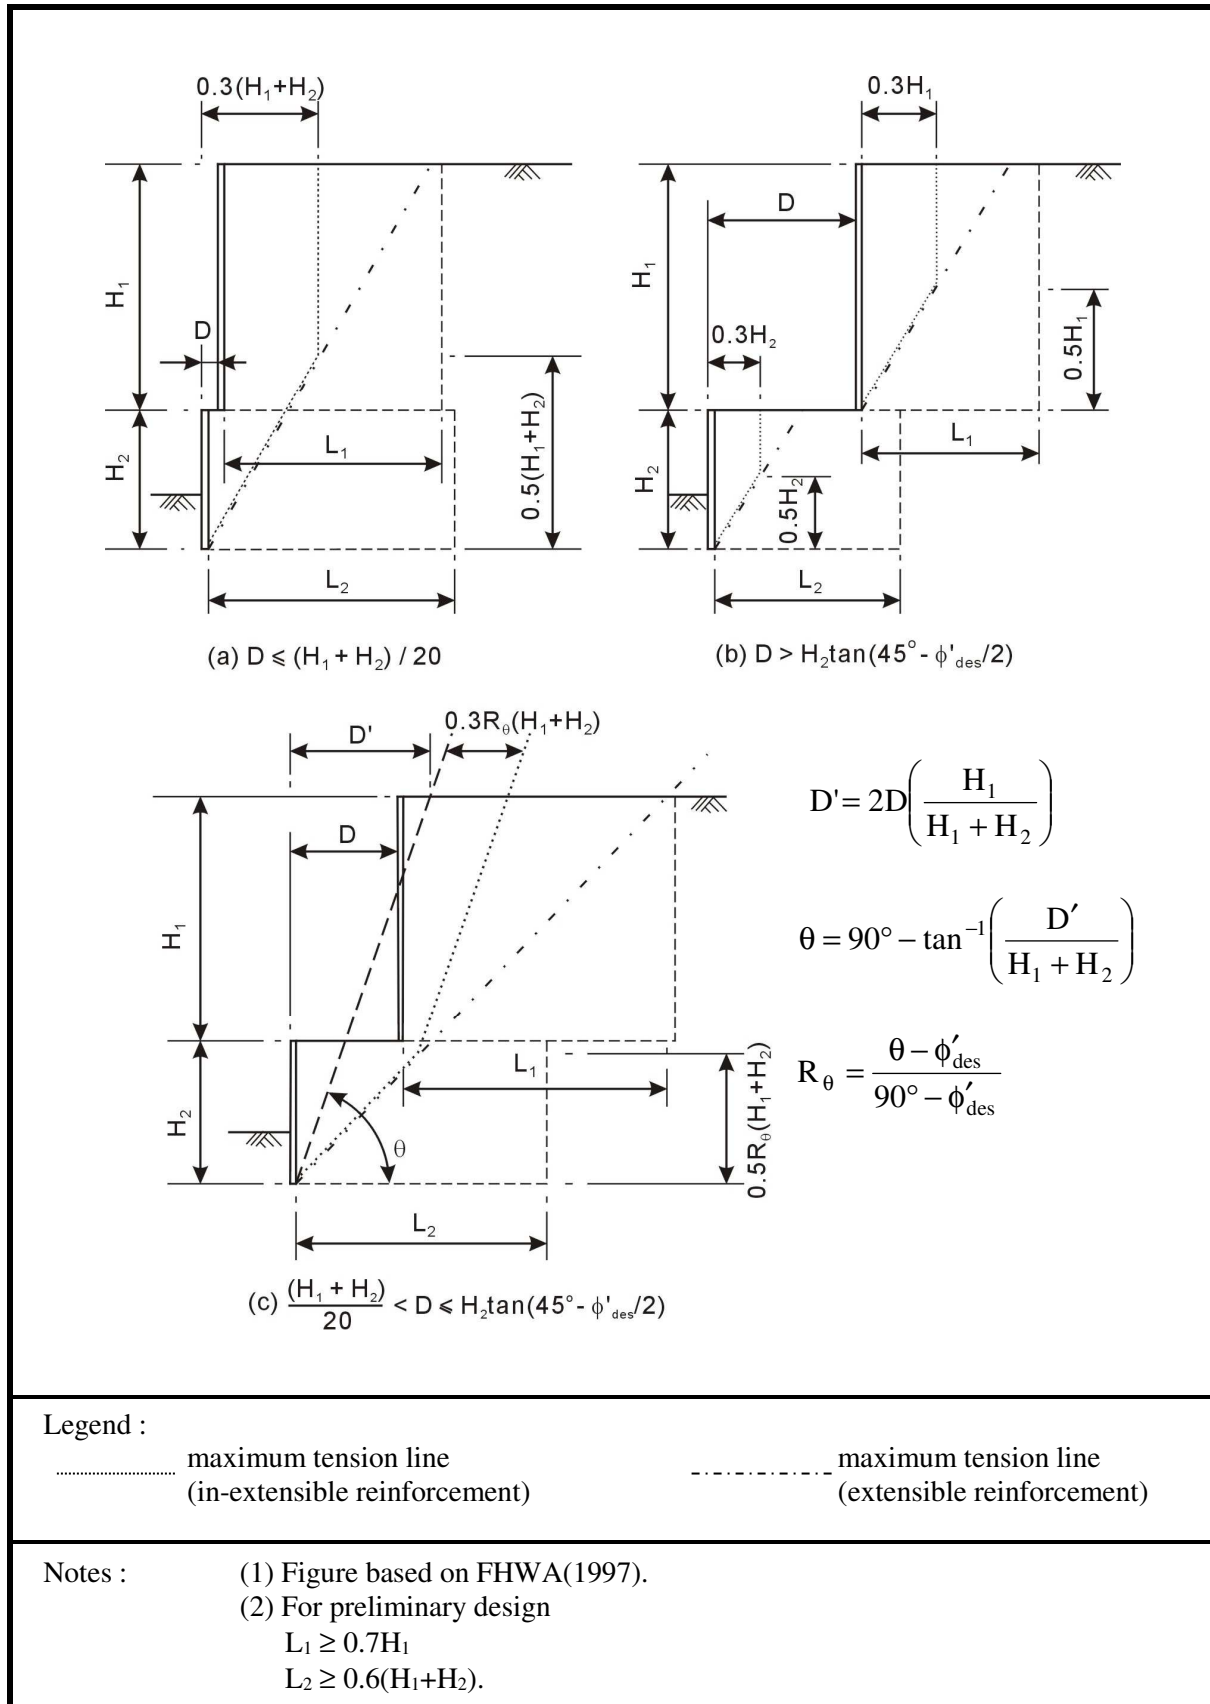 0.3(H₁+H₂)
H₁
D
H₂
L₁
0.5(H₁+H₂)
L₂
(a) D ⩽ (H₁ + H₂) / 20
0.3H₁
D
H₁
0.3H₂
0.5H₁
H₂
0.5H₂
L₁
L₂
(b) D > H₂tan(45° - ϕ'des/2)
D'
0.3Rθ(H₁+H₂)
D
H₁
L₁
H₂
θ
0.5Rθ(H₁+H₂)
L₂
(c) (H₁ + H₂)/20 < D ⩽ H₂tan(45° - ϕ'des/2)
D' = 2D(H₁/(H₁ + H₂))
θ = 90° − tan⁻¹(D′/(H₁ + H₂))
Rθ = (θ − ϕ′des)/(90° − ϕ′des)
Legend :
maximum tension line
(in-extensible reinforcement)
maximum tension line
(extensible reinforcement)
Notes : (1) Figure based on FHWA(1997).
(2) For preliminary design
L₁ ≥ 0.7H₁
L₂ ≥ 0.6(H₁+H₂).